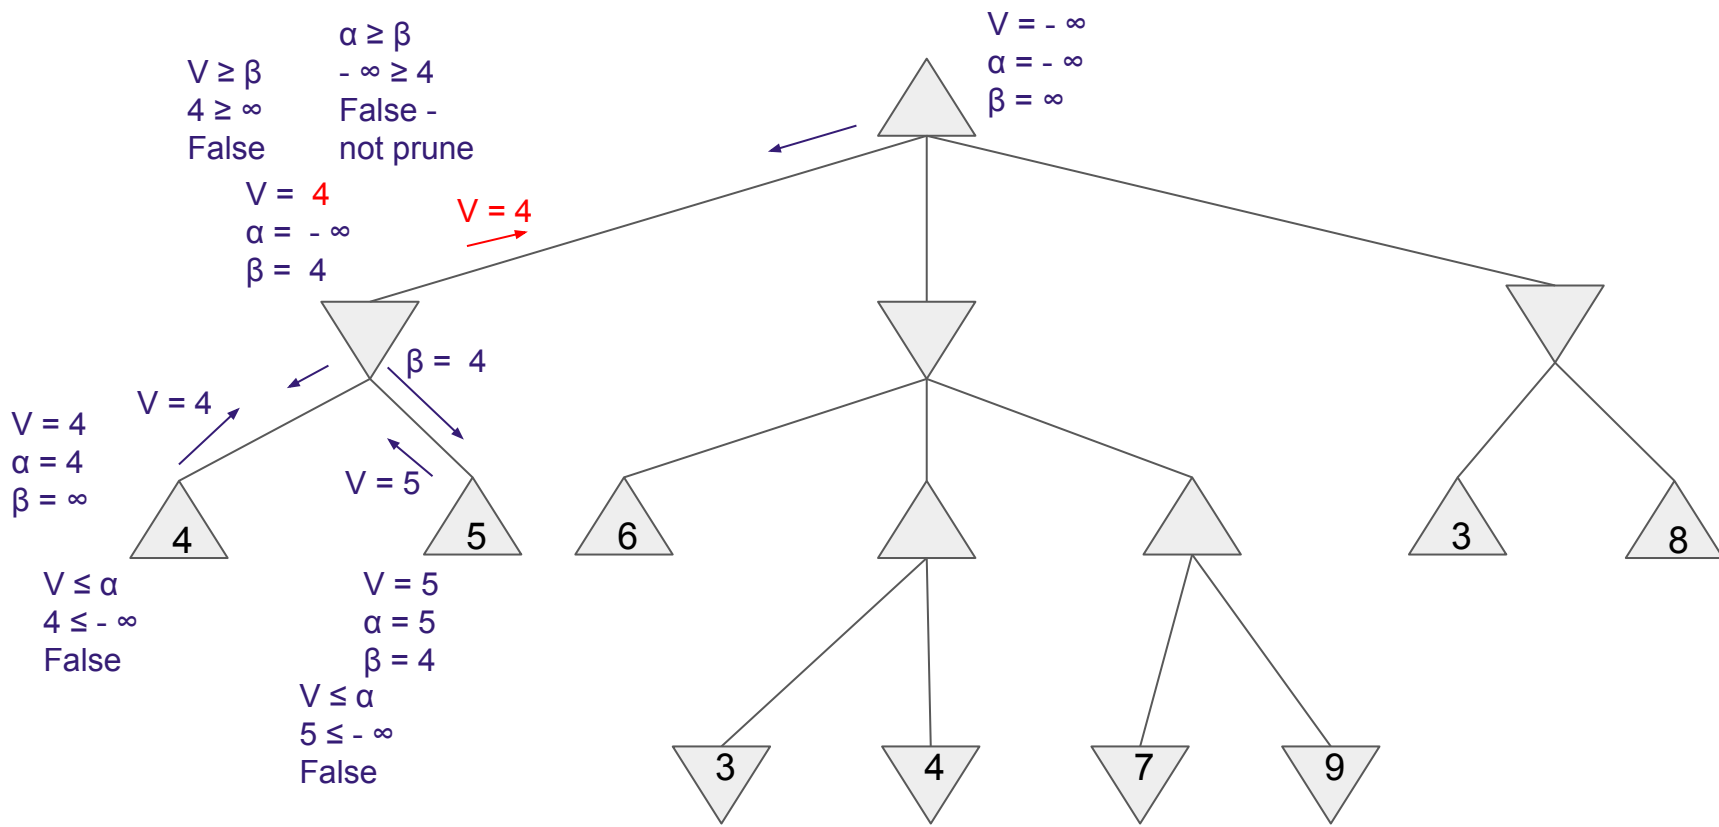 V = - ∞
α = - ∞
β = ∞
α ≥ β
- ∞ ≥ 4
False -
not prune
V ≥ β
4 ≥ ∞
False
V = 4
α = - ∞
β = 4
V = 4
β = 4
V = 4
V = 4
α = 4
β = ∞
V = 5
4
5
6
3
8
V ≤ α
4 ≤ - ∞
False
V = 5
α = 5
β = 4
V ≤ α
5 ≤ - ∞
False
3
4
7
9